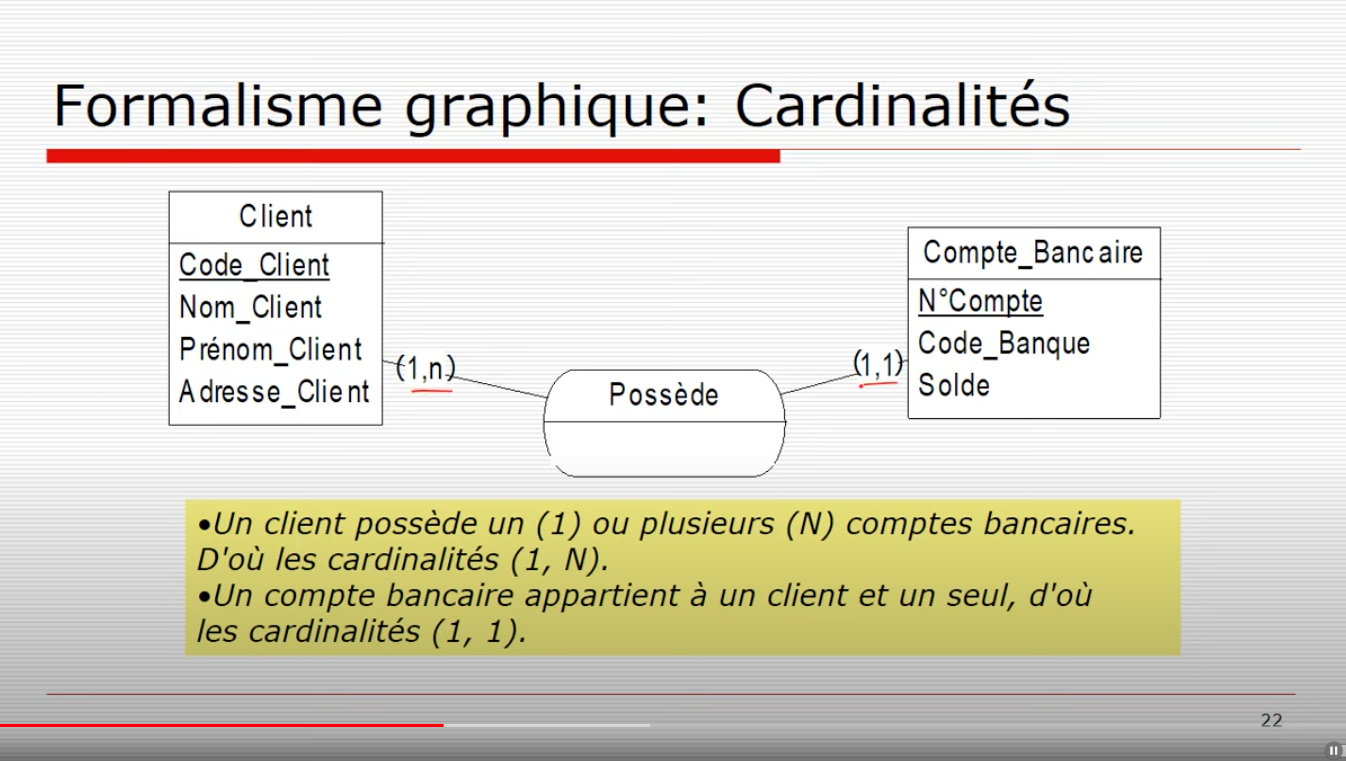 Formalisme graphique: Cardinalités
Client
Code_Client
Nom_Client
Prénom_Client
Adresse_Client
(1,n)
Possède
(1,1)
Compte_Bancaire
N°Compte
Code_Banque
Solde
•Un client possède un (1) ou plusieurs (N) comptes bancaires.
D'où les cardinalités (1, N).
•Un compte bancaire appartient à un client et un seul, d'où
les cardinalités (1, 1).
22